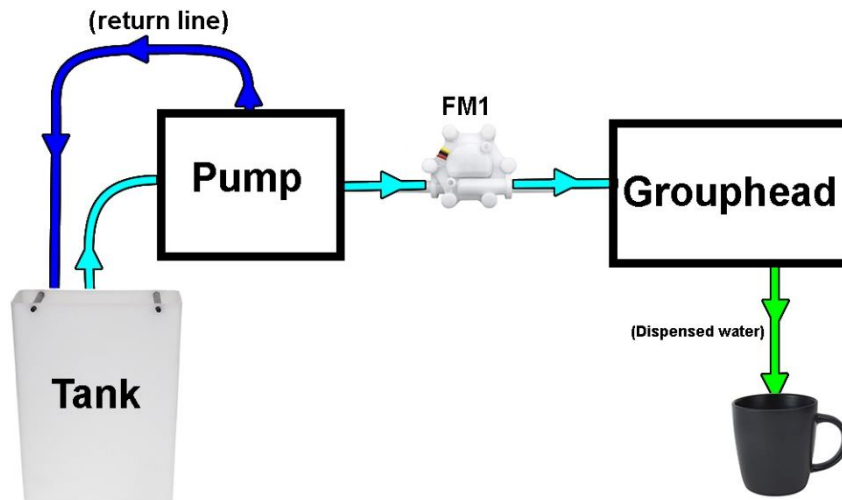 (return line)
FM1
Pump
Grouphead
(Dispensed water)
Tank